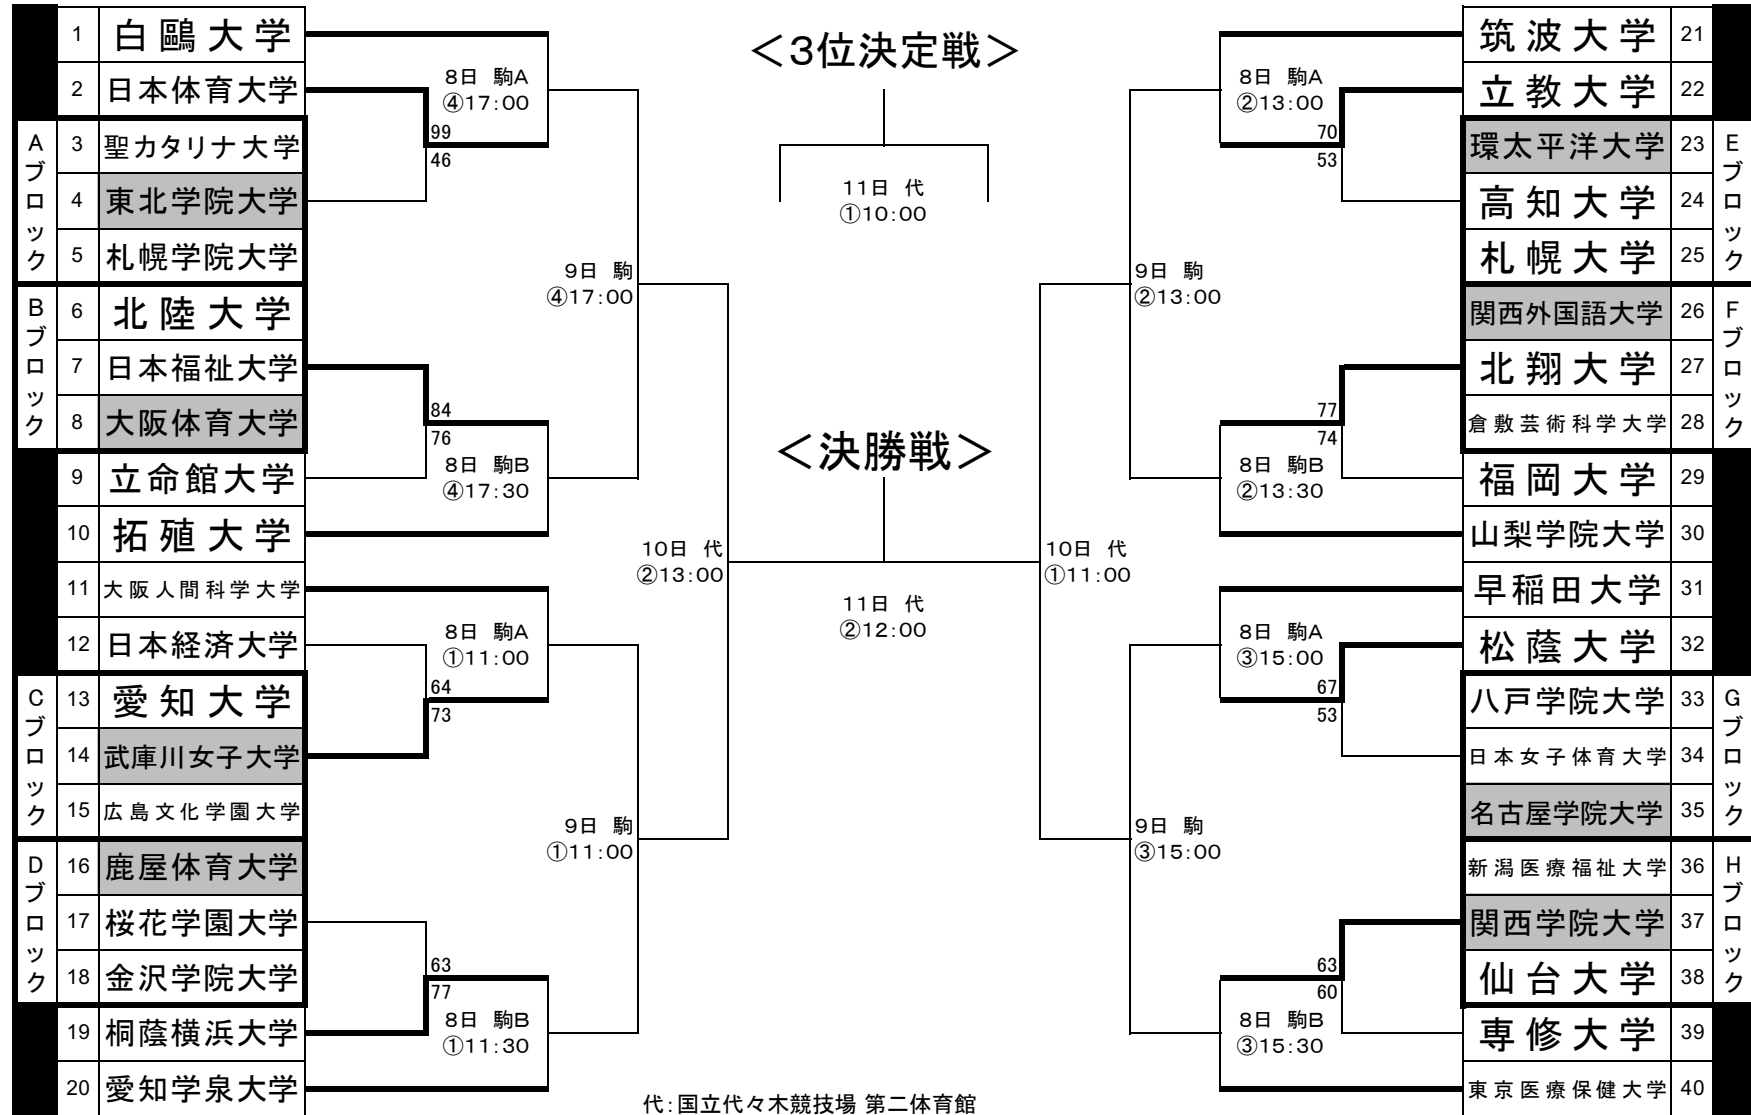 1 白鷗大学
2 日本体育大学
Aブロック
3 聖カタリナ大学
4 東北学院大学
5 札幌学院大学
Bブロック
6 北陸大学
7 日本福祉大学
8 大阪体育大学
9 立命館大学
10 拓殖大学
11 大阪人間科学大学
12 日本経済大学
Cブロック
13 愛知大学
14 武庫川女子大学
15 広島文化学園大学
Dブロック
16 鹿屋体育大学
17 桜花学園大学
18 金沢学院大学
19 桐蔭横浜大学
20 愛知学泉大学
8日 駒A
④17:00
99
46
9日 駒
④17:00
84
76
8日 駒B
④17:30
10日 代
②13:00
8日 駒A
①11:00
64
73
9日 駒
①11:00
63
77
8日 駒B
①11:30
<3位決定戦>
11日 代
①10:00
<決勝戦>
11日 代
②12:00
代:国立代々木競技場 第二体育館
8日 駒A
②13:00
70
53
9日 駒
②13:00
77
74
8日 駒B
②13:30
10日 代
①11:00
8日 駒A
③15:00
67
53
9日 駒
③15:00
63
60
8日 駒B
③15:30
筑波大学 21
立教大学 22
Eブロック
環太平洋大学 23
高知大学 24
札幌大学 25
Fブロック
関西外国語大学 26
北翔大学 27
倉敷芸術科学大学 28
福岡大学 29
山梨学院大学 30
早稲田大学 31
松蔭大学 32
Gブロック
八戸学院大学 33
日本女子体育大学 34
名古屋学院大学 35
Hブロック
新潟医療福祉大学 36
関西学院大学 37
仙台大学 38
専修大学 39
東京医療保健大学 40